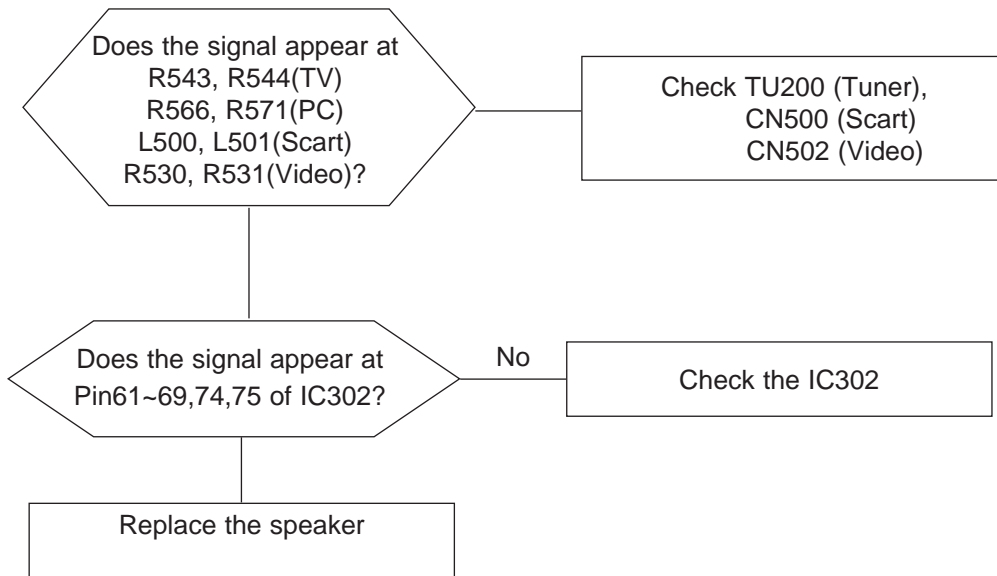 Does the signal appear at
R543, R544(TV)
R566, R571(PC)
L500, L501(Scart)
R530, R531(Video)?
Check TU200 (Tuner),
CN500 (Scart)
CN502 (Video)
Does the signal appear at
Pin61~69,74,75 of IC302?
No
Check the IC302
Replace the speaker